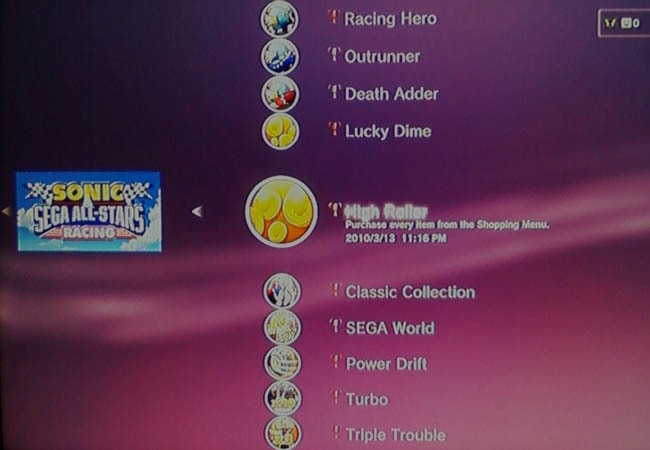 Racing Hero
0
Outrunner
Death Adder
Lucky Dime
SONIC
& SEGA ALL-STARS
RACING
High Roller
Purchase every item from the Shopping Menu.
2010/3/13 11:16 PM
Classic Collection
SEGA World
Power Drift
Turbo
Triple Trouble